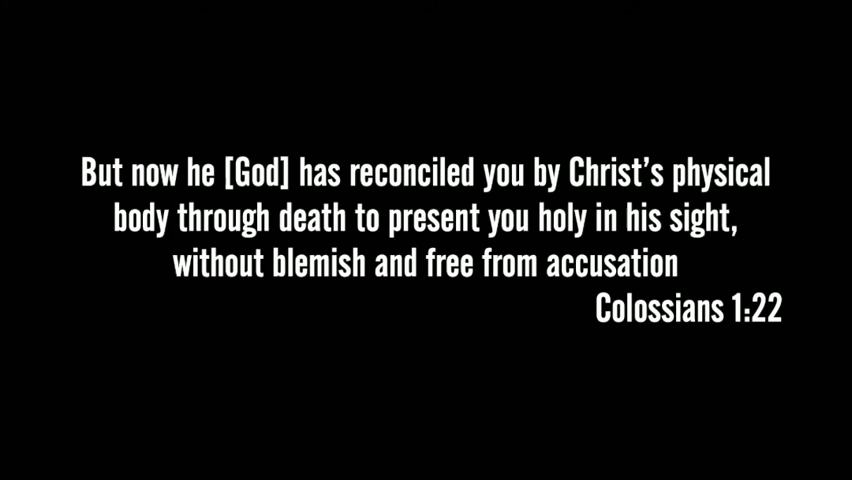 But now he [God] has reconciled you by Christ’s physical
body through death to present you holy in his sight,
without blemish and free from accusation
Colossians 1:22